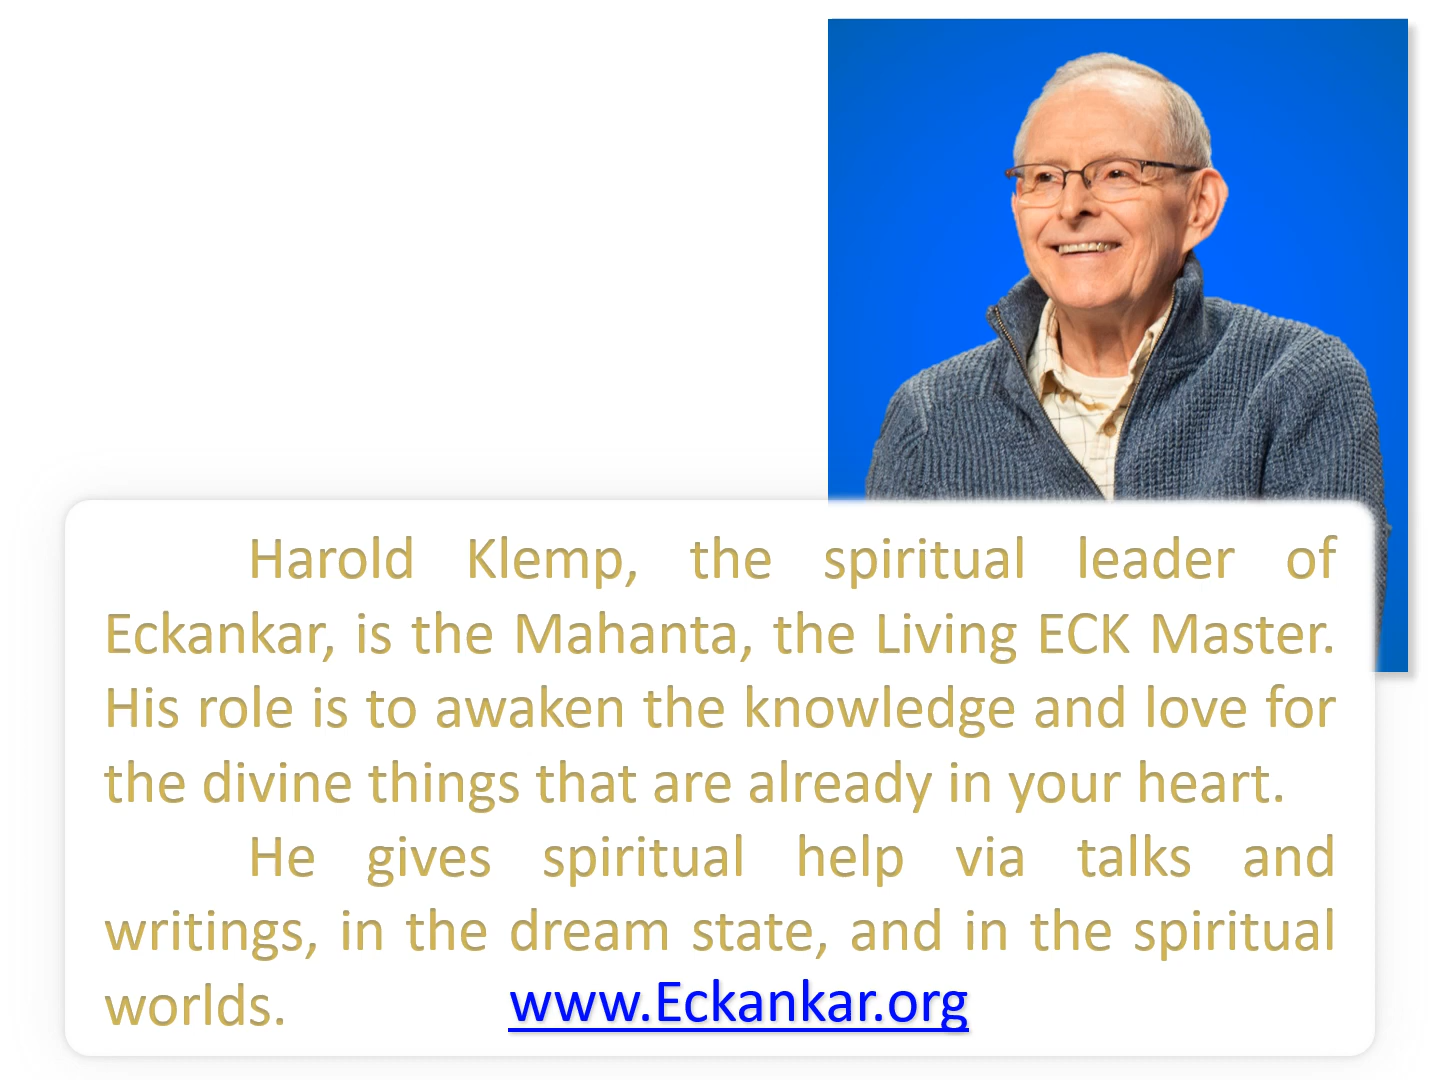 Harold Klemp, the spiritual leader of
Eckankar, is the Mahanta, the Living ECK Master.
His role is to awaken the knowledge and love for
the divine things that are already in your heart.
He gives spiritual help via talks and
writings, in the dream state, and in the spiritual
worlds. www.Eckankar.org